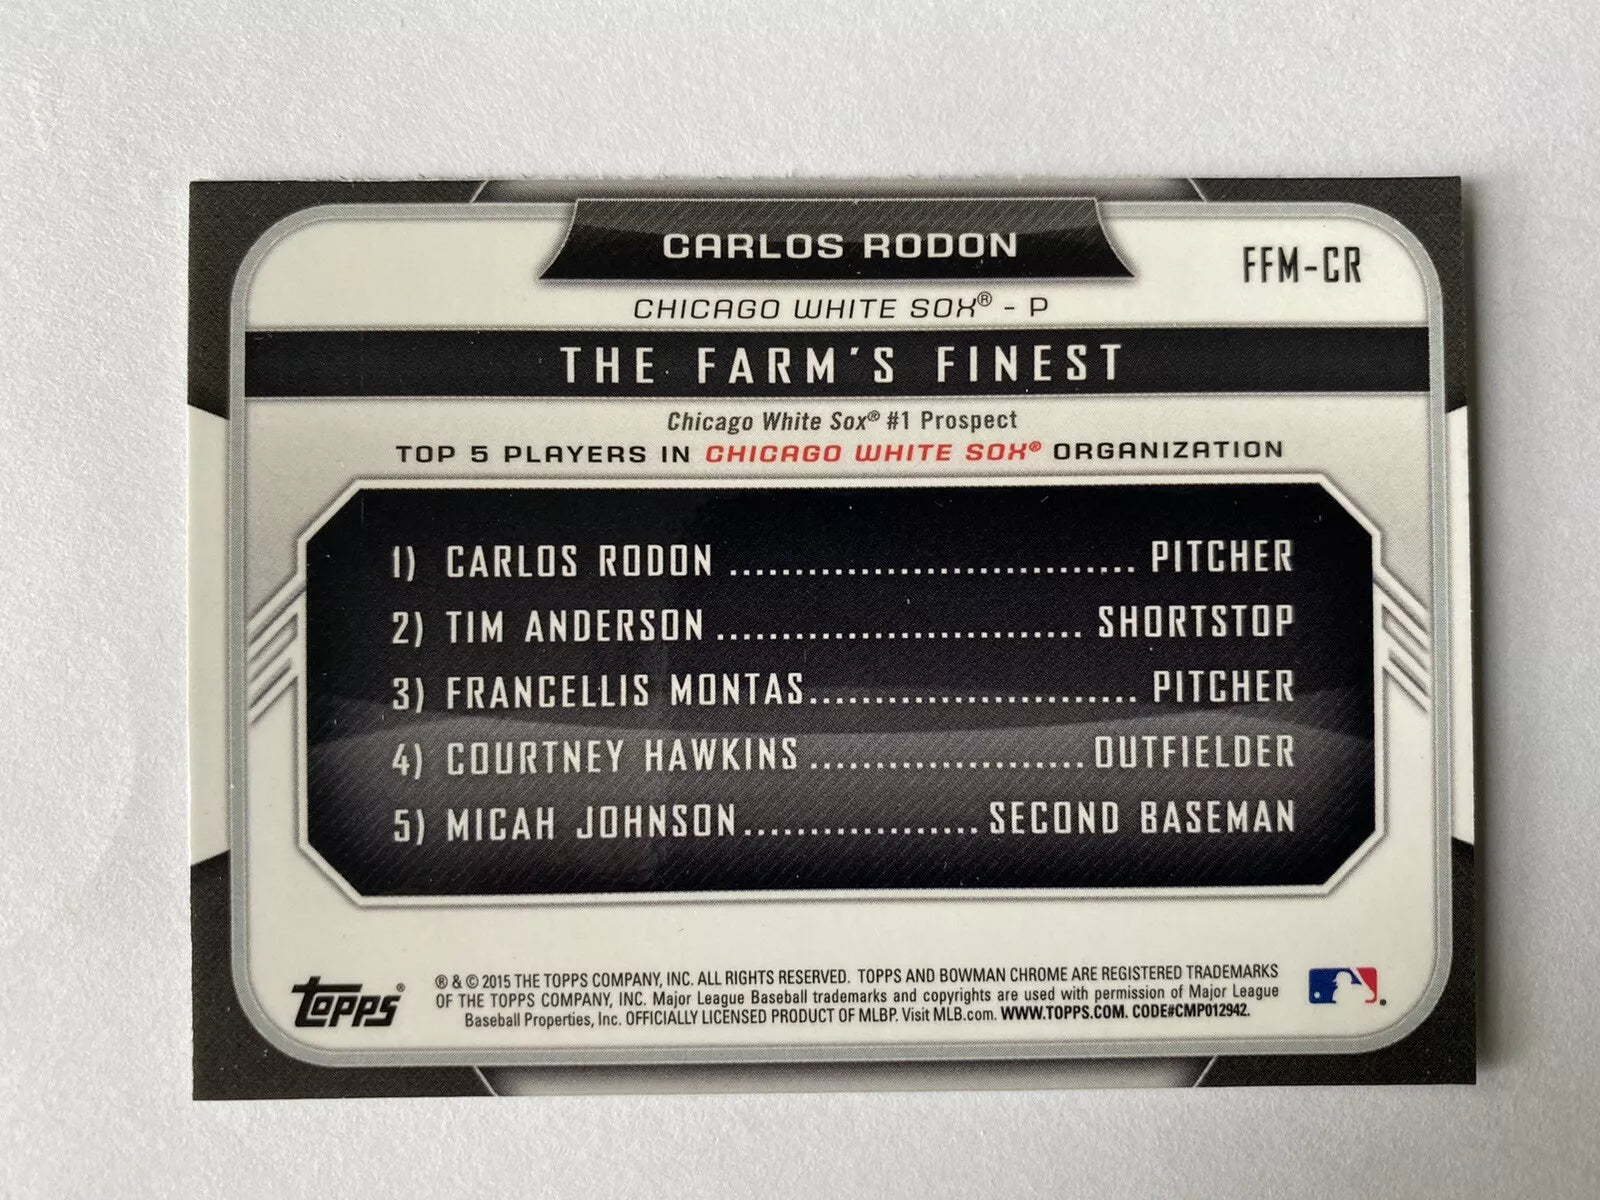 CARLOS RODON
FFM-CR
CHICAGO WHITE SOX® - P
THE FARM'S FINEST
Chicago White Sox® #1 Prospect
TOP 5 PLAYERS IN CHICAGO WHITE SOX® ORGANIZATION
1) CARLOS RODON ............................... PITCHER
2) TIM ANDERSON ............................ SHORTSTOP
3) FRANCELLIS MONTAS......................... PITCHER
4) COURTNEY HAWKINS .....................OUTFIELDER
5) MICAH JOHNSON.................. SECOND BASEMAN
topps®
® & © 2015 THE TOPPS COMPANY, INC. ALL RIGHTS RESERVED. TOPPS AND BOWMAN CHROME ARE REGISTERED TRADEMARKS
OF THE TOPPS COMPANY, INC. Major League Baseball trademarks and copyrights are used with permission of Major League
Baseball Properties, Inc. OFFICIALLY LICENSED PRODUCT OF MLBP. Visit MLB.com. WWW.TOPPS.COM. CODE#CMP012942.